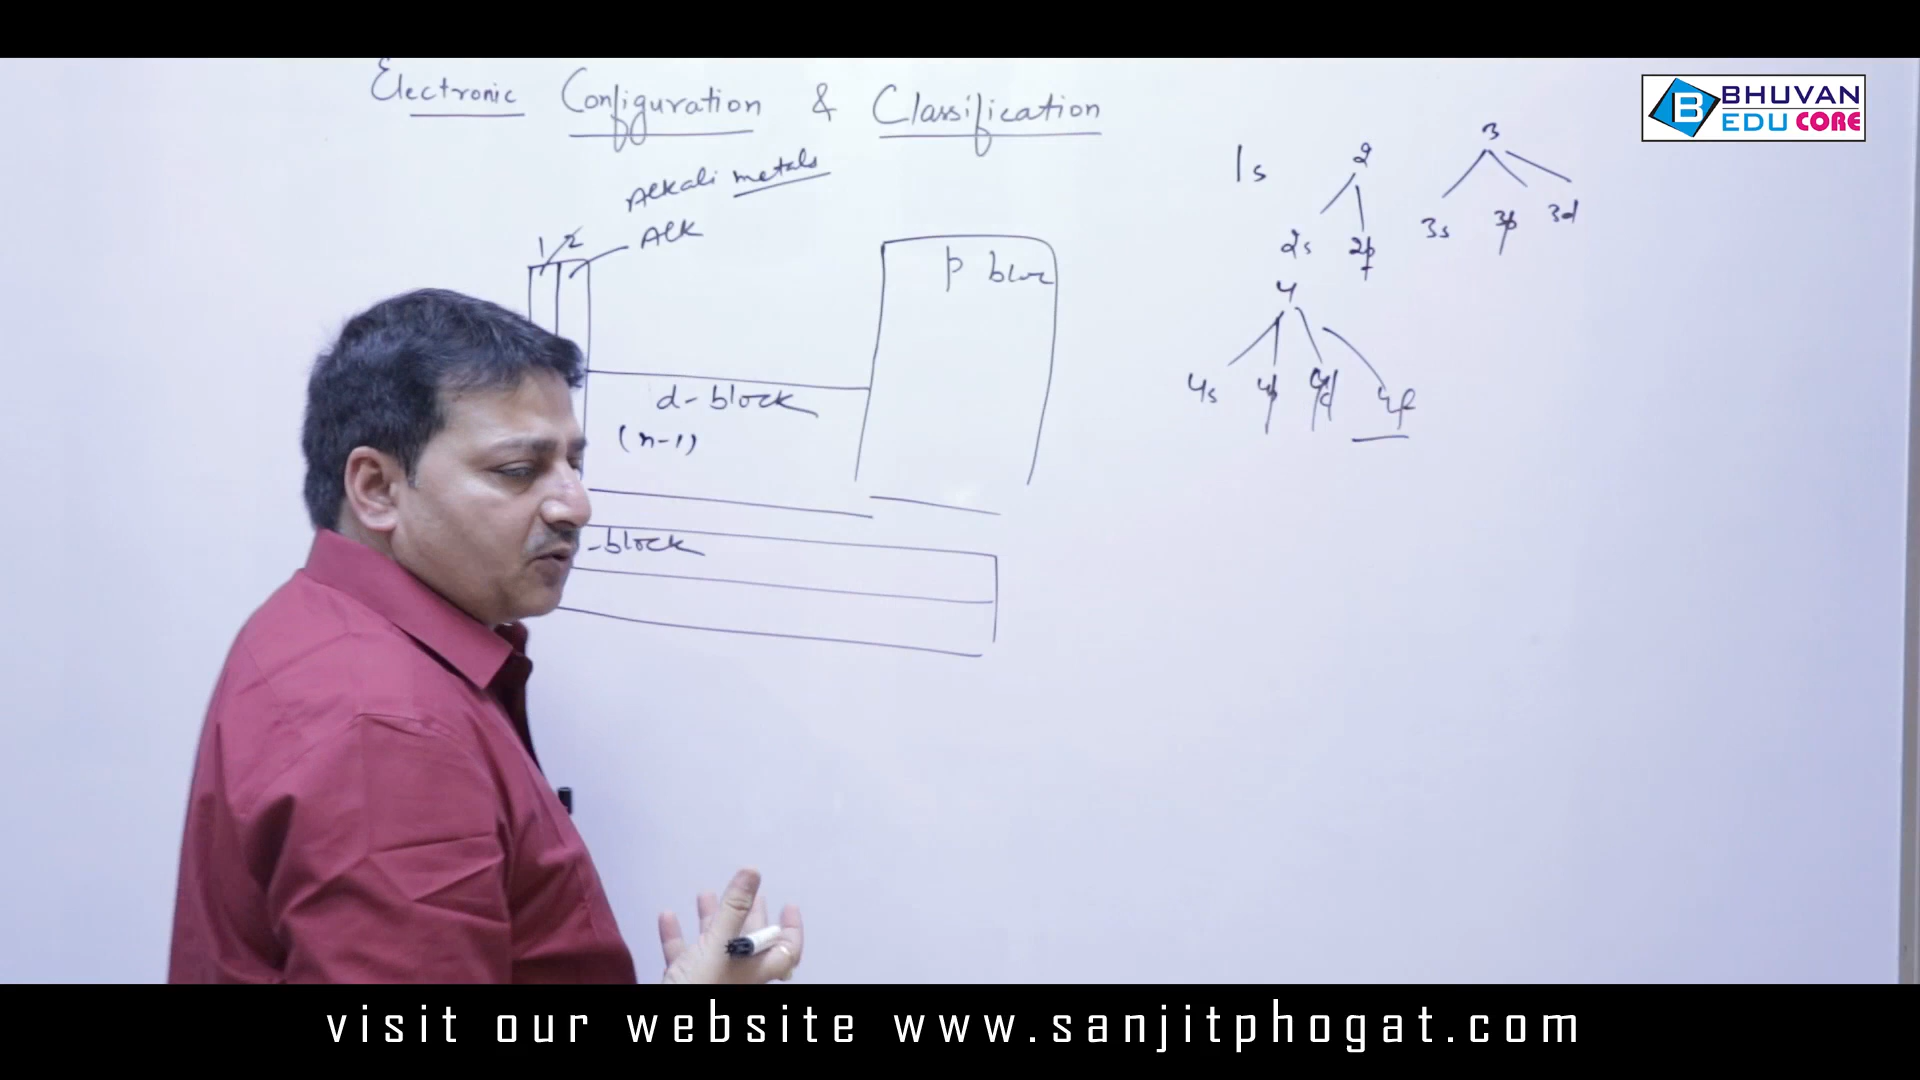 Electronic Configuration & Classification
BHUVAN
EDU CORE
Alkali metals
1 2
Alk
p bloc
d-block
(n-1)
-block
1s
2
2s 2p
3
3s 3p 3d
4
4s 4p 4d 4f
visit our website www.sanjitphogat.com